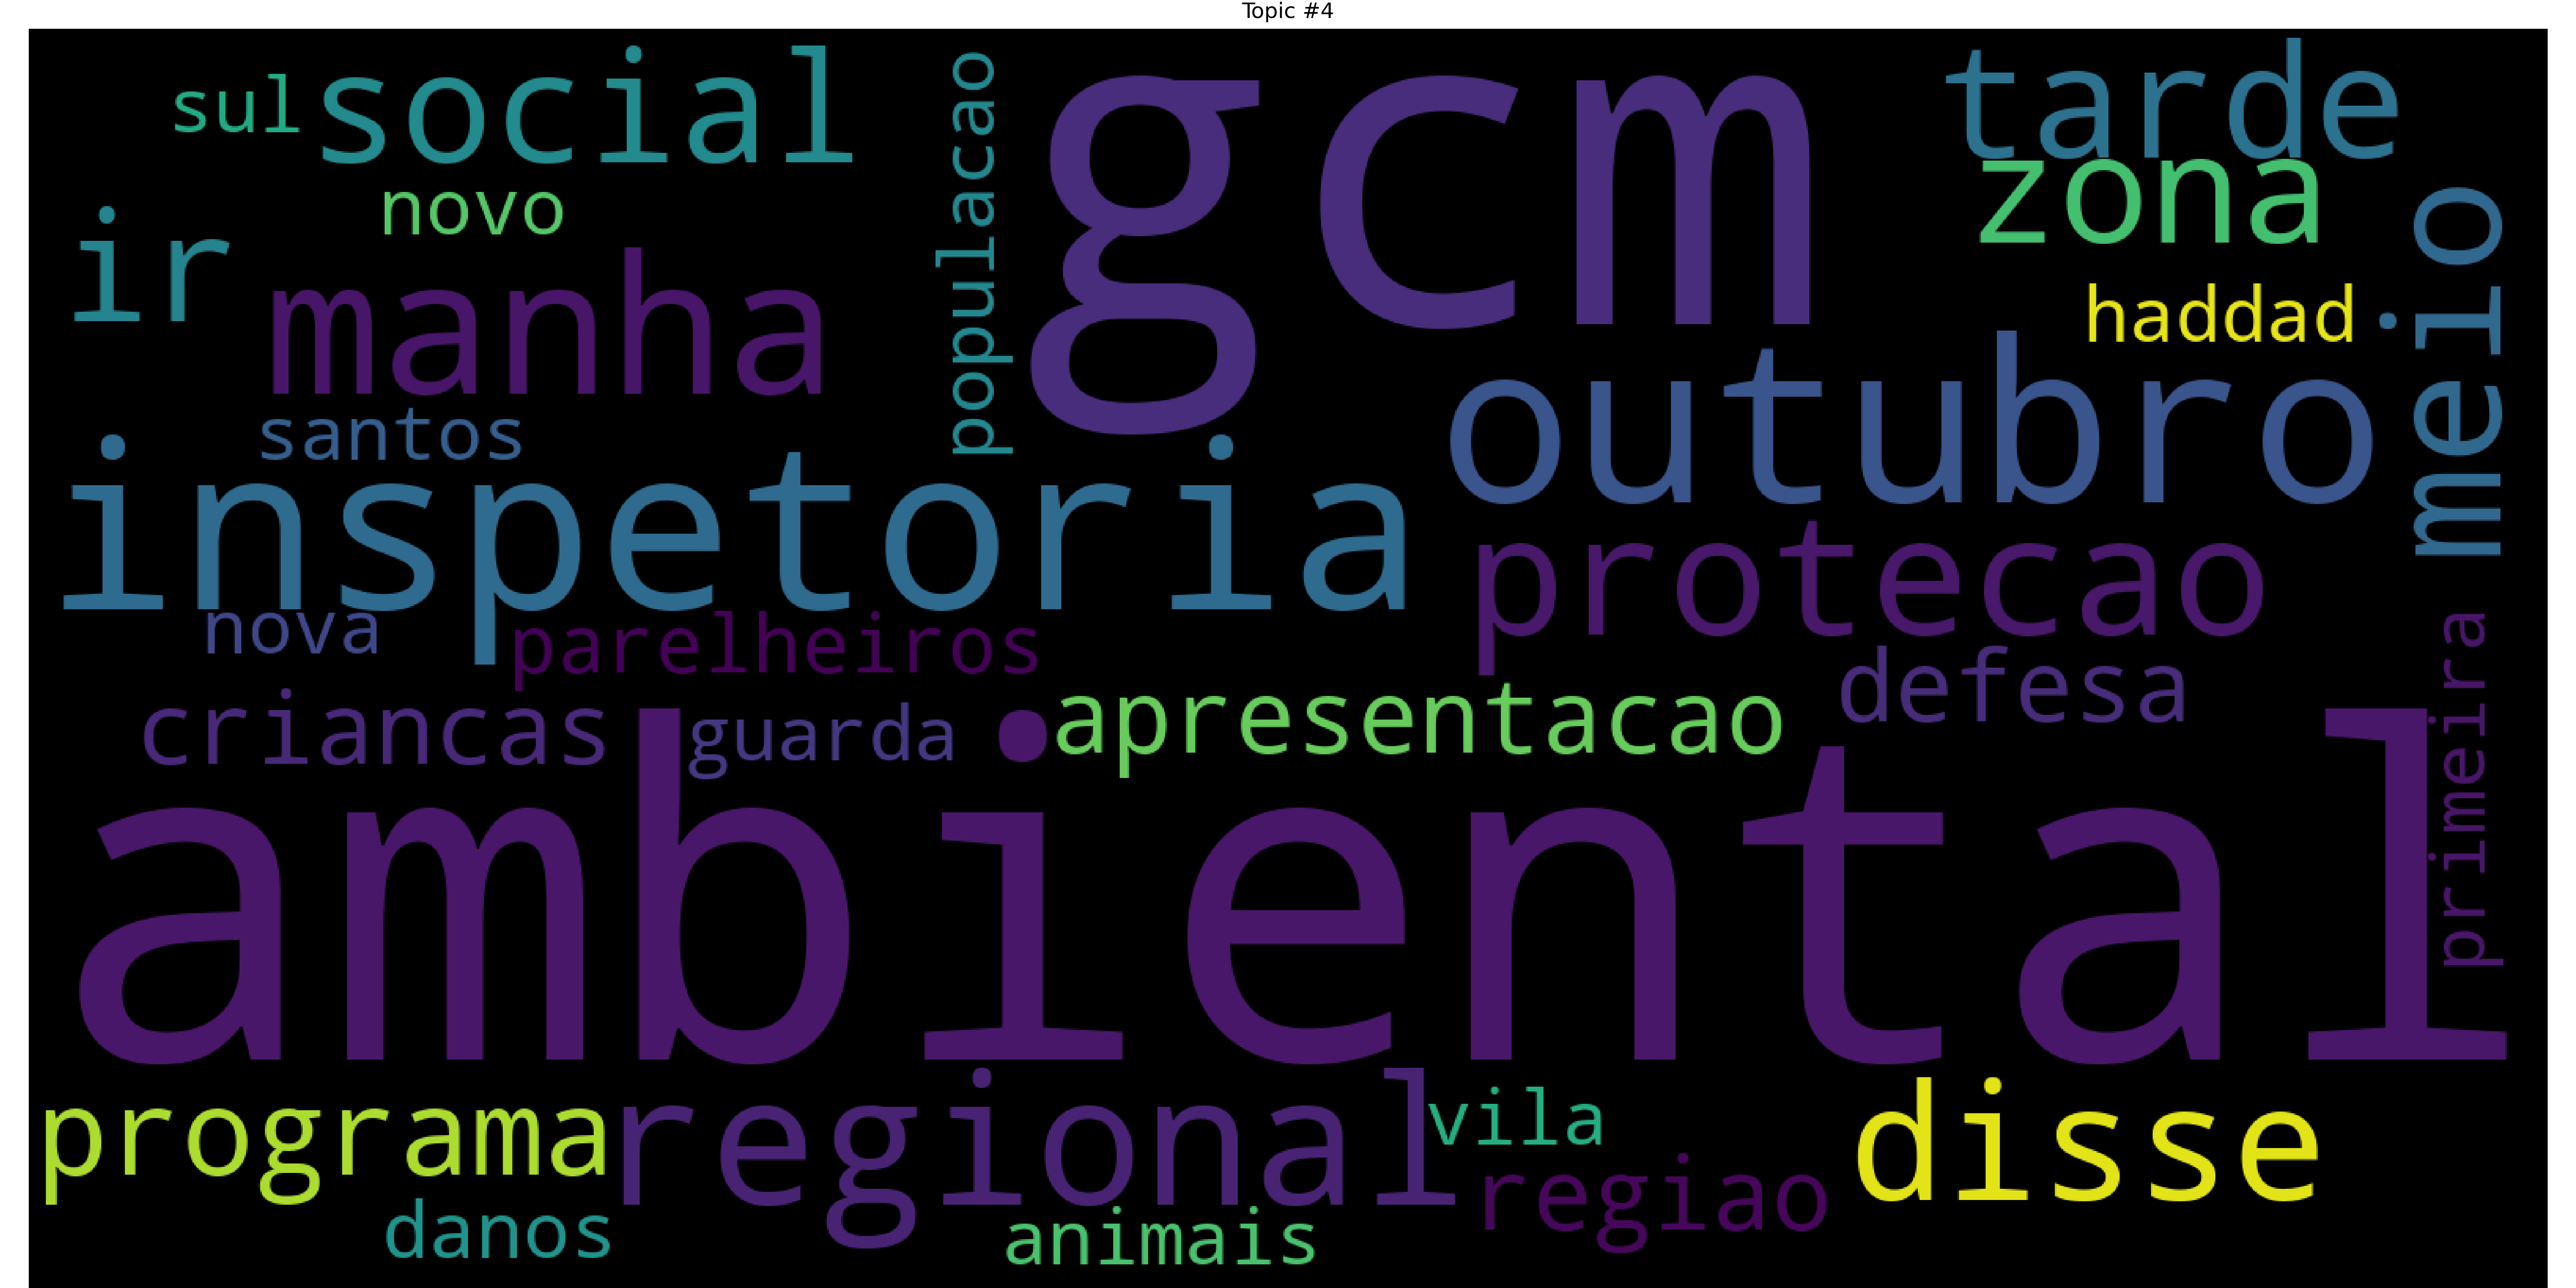 Topic #4
sul
social
populacao
gcm
tarde
zona
novo
ir
manha
haddad
meio
outubro
santos
inspetoria
protecao
nova
parelheiros
defesa
primeira
criancas
guarda
apresentacao
ambiental
programa
regional
vila
disse
regiao
danos
animais